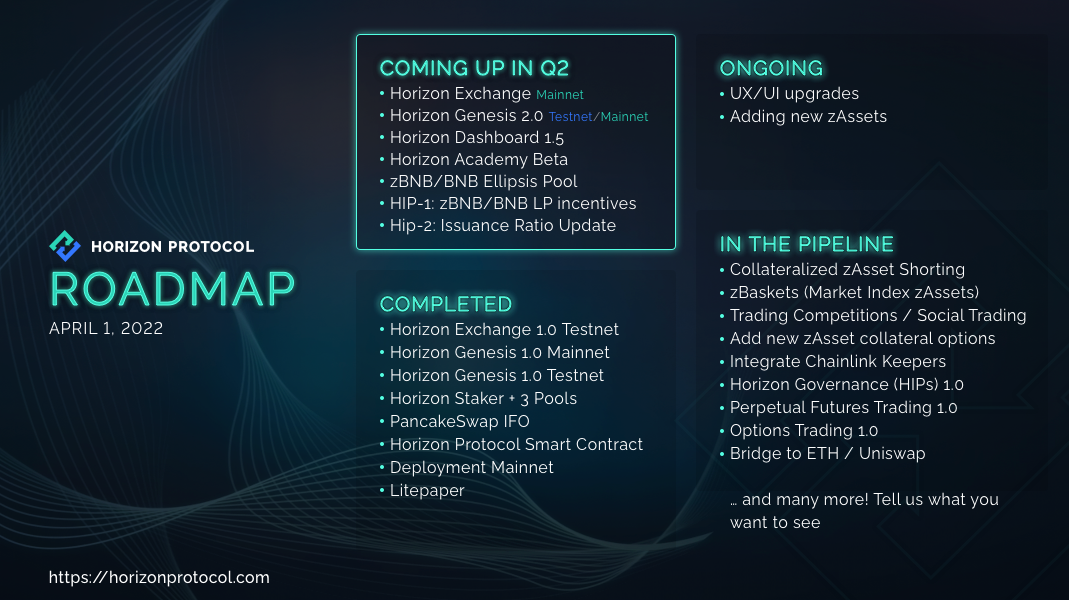 HORIZON PROTOCOL
ROADMAP
APRIL 1, 2022
https://horizonprotocol.com
COMING UP IN Q2
• Horizon Exchange Mainnet
• Horizon Genesis 2.0 Testnet/Mainnet
• Horizon Dashboard 1.5
• Horizon Academy Beta
• zBNB/BNB Ellipsis Pool
• HIP-1: zBNB/BNB LP incentives
• Hip-2: Issuance Ratio Update
COMPLETED
• Horizon Exchange 1.0 Testnet
• Horizon Genesis 1.0 Mainnet
• Horizon Genesis 1.0 Testnet
• Horizon Staker + 3 Pools
• PancakeSwap IFO
• Horizon Protocol Smart Contract
• Deployment Mainnet
• Litepaper
ONGOING
• UX/UI upgrades
• Adding new zAssets
IN THE PIPELINE
• Collateralized zAsset Shorting
• zBaskets (Market Index zAssets)
• Trading Competitions / Social Trading
• Add new zAsset collateral options
• Integrate Chainlink Keepers
• Horizon Governance (HIPs) 1.0
• Perpetual Futures Trading 1.0
• Options Trading 1.0
• Bridge to ETH / Uniswap
… and many more! Tell us what you
want to see